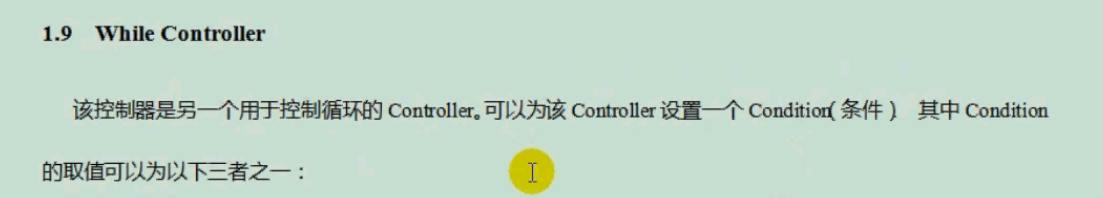 1.9 While Controller
该控制器是另一个用于控制循环的 Controller。可以为该 Controller 设置一个 Condition( 条件 ) 其中 Condition
的取值可以为以下三者之一：